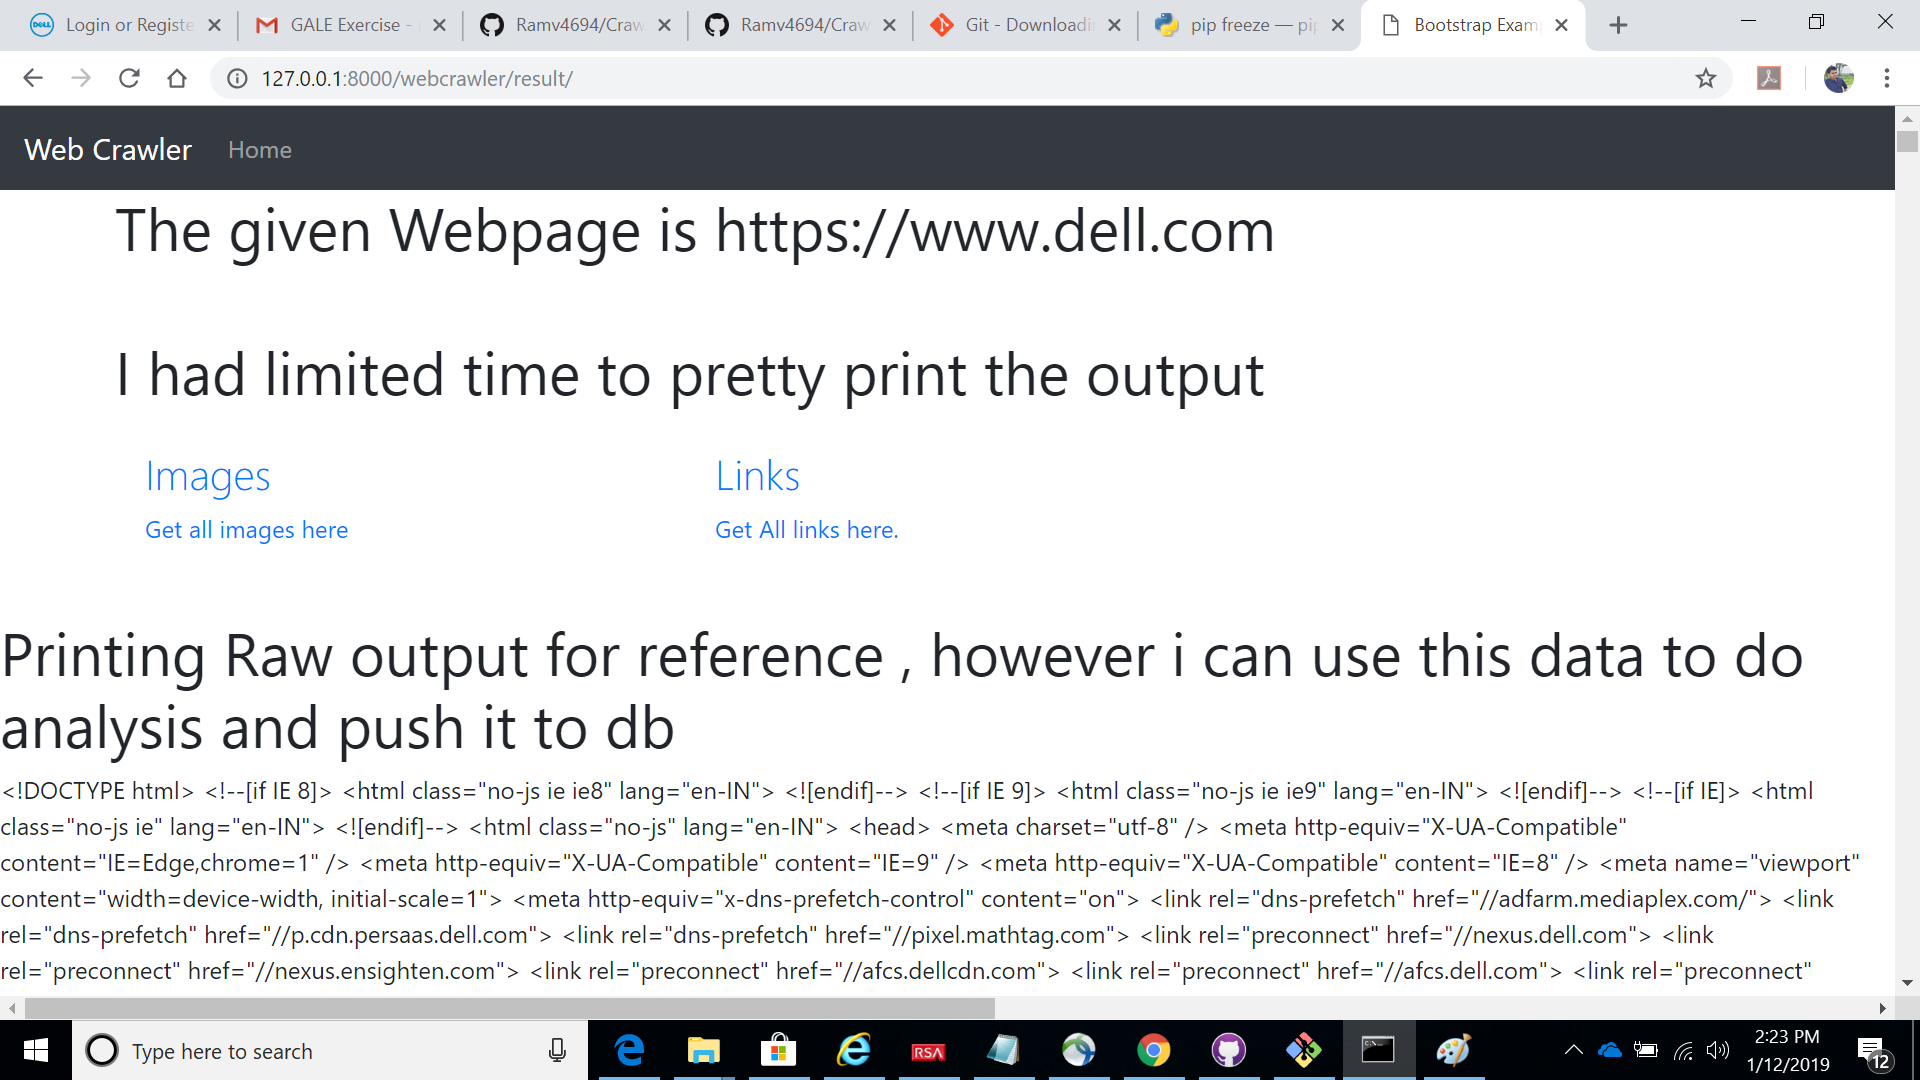 Login or Registe
GALE Exercise -
Ramv4694/Craw
Ramv4694/Craw
Git - Downloadi
pip freeze — pip
Bootstrap Exam
127.0.0.1:8000/webcrawler/result/
Web Crawler Home
The given Webpage is https://www.dell.com
I had limited time to pretty print the output
Images
Links
Get all images here
Get All links here.
Printing Raw output for reference , however i can use this data to do
analysis and push it to db
<!DOCTYPE html> <!--[if IE 8]> <html class="no-js ie ie8" lang="en-IN"> <![endif]--> <!--[if IE 9]> <html class="no-js ie ie9" lang="en-IN"> <![endif]--> <!--[if IE]> <html
class="no-js ie" lang="en-IN"> <![endif]--> <html class="no-js" lang="en-IN"> <head> <meta charset="utf-8" /> <meta http-equiv="X-UA-Compatible"
content="IE=Edge,chrome=1" /> <meta http-equiv="X-UA-Compatible" content="IE=9" /> <meta http-equiv="X-UA-Compatible" content="IE=8" /> <meta name="viewport"
content="width=device-width, initial-scale=1"> <meta http-equiv="x-dns-prefetch-control" content="on"> <link rel="dns-prefetch" href="//adfarm.mediaplex.com/"> <link
rel="dns-prefetch" href="//p.cdn.persaas.dell.com"> <link rel="dns-prefetch" href="//pixel.mathtag.com"> <link rel="preconnect" href="//nexus.dell.com"> <link
rel="preconnect" href="//nexus.ensighten.com"> <link rel="preconnect" href="//afcs.dellcdn.com"> <link rel="preconnect" href="//afcs.dell.com"> <link rel="preconnect"
Type here to search
RSA
2:23 PM
1/12/2019
12